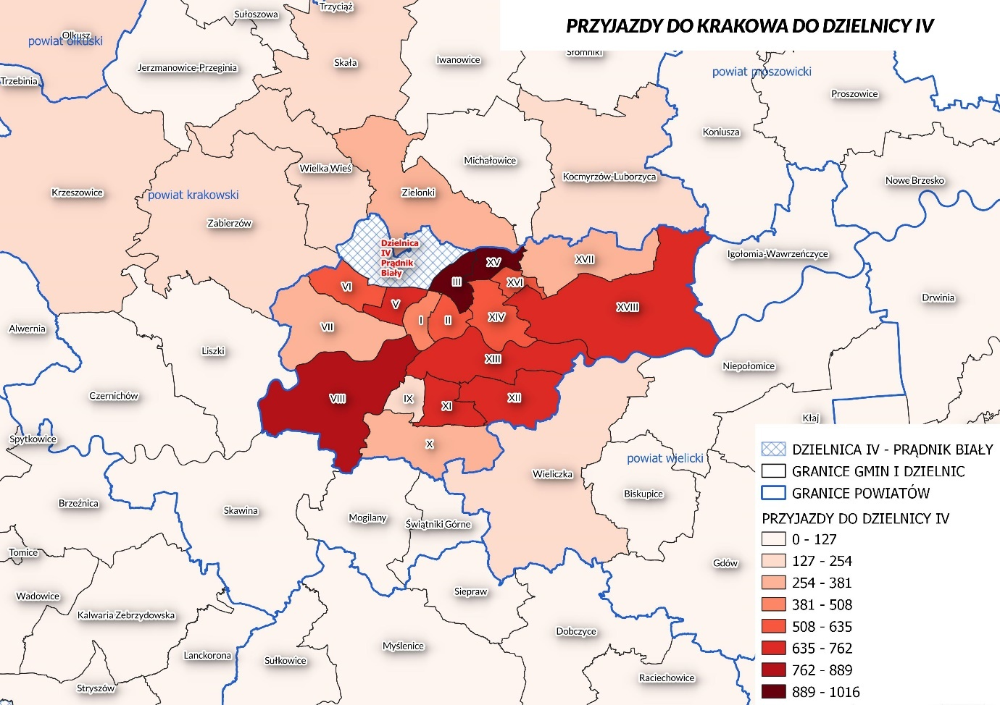 PRZYJAZDY DO KRAKOWA DO DZIELNICY IV
Trzyciąż
Sułoszowa
Olkusz
powiat olkuski
Skała
Iwanowice
Słomniki
Jerzmanowice-Przeginia
powiat proszowicki
Trzebinia
Proszowice
Koniusza
Michałowice
Wielka Wieś
Kocmyrzów-Luborzyca
Nowe Brzesko
Krzeszowice
powiat krakowski
Zielonki
Zabierzów
Dzielnica
IV
Prądnik
Biały
Igołomia-Wawrzeńczyce
XV
XVII
III
XVI
VI
Drwinia
V
XVIII
I
II
XIV
VII
Alwernia
Liszki
XIII
Niepołomice
Czernichów
VIII
IX
XI
XII
Kłaj
Spytkowice
X
powiat wielicki
Wieliczka
Biskupice
Brzeźnica
Skawina
Mogilany
Świątniki Górne
Tomice
Gdów
Wadowice
Siepraw
Kalwaria Zebrzydowska
Dobczyce
Myślenice
Lanckorona
Sułkowice
Raciechowice
Stryszów
DZIELNICA IV - PRĄDNIK BIAŁY
GRANICE GMIN I DZIELNIC
GRANICE POWIATÓW
PRZYJAZDY DO DZIELNICY IV
0 - 127
127 - 254
254 - 381
381 - 508
508 - 635
635 - 762
762 - 889
889 - 1016